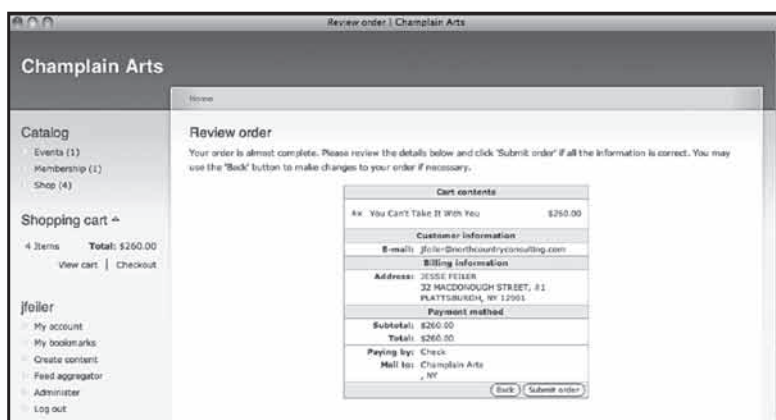 Review order | Champlain Arts
Champlain Arts
Home
Catalog
Events (1)
Membership (1)
Shop (4)
Shopping cart
4 Items Total: $260.00
View cart | Checkout
jfeiler
My account
My bookmarks
Create content
Feed aggregator
Administer
Log out
Review order
Your order is almost complete. Please review the details below and click 'Submit order' if all the information is correct. You may
use the 'Back' button to make changes to your order if necessary.
Cart contents
4x You Can't Take It With You $260.00
Customer information
E-mail: jfeiler@northcountryconsulting.com
Billing information
Address: JESSE FEILER
32 MACDONOUGH STREET, #1
PLATTSBURGH, NY 12901
Payment method
Subtotal: $260.00
Total: $260.00
Paying by: Check
Mail to: Champlain Arts
, NY
Back Submit order